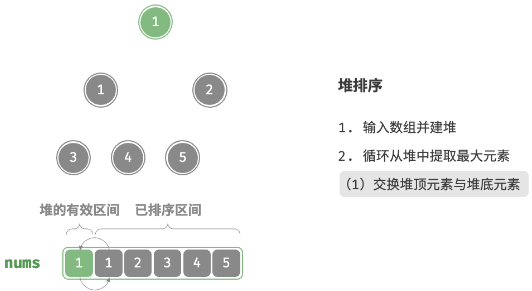 1
1 2
3 4 5
堆的有效区间 已排序区间
nums 1 1 2 3 4 5
堆排序
1. 输入数组并建堆
2. 循环从堆中提取最大元素
（1）交换堆顶元素与堆底元素